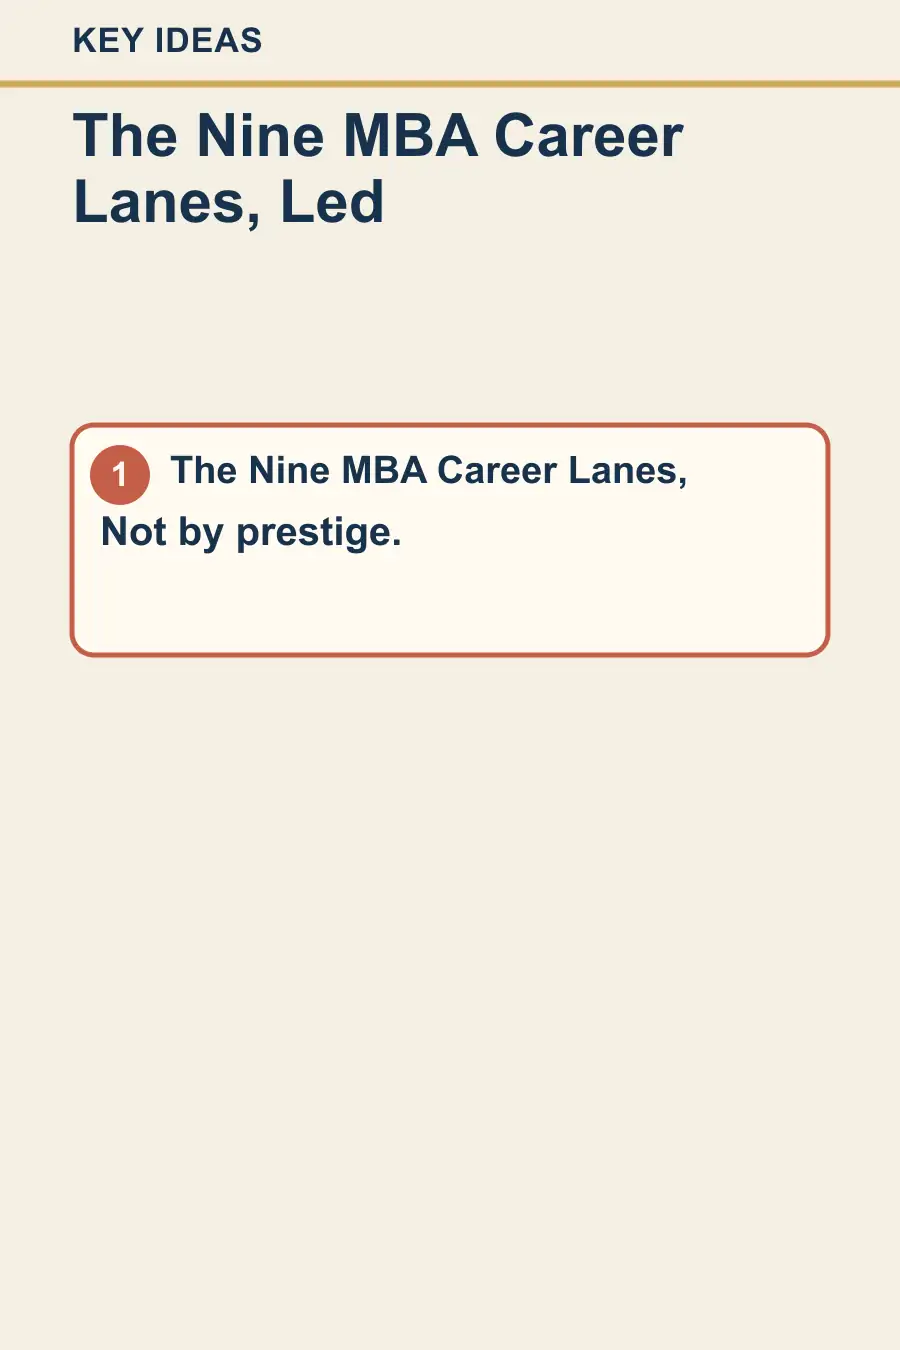 KEY IDEAS
The Nine MBA Career
Lanes, Led
1 The Nine MBA Career Lanes,
Not by prestige.